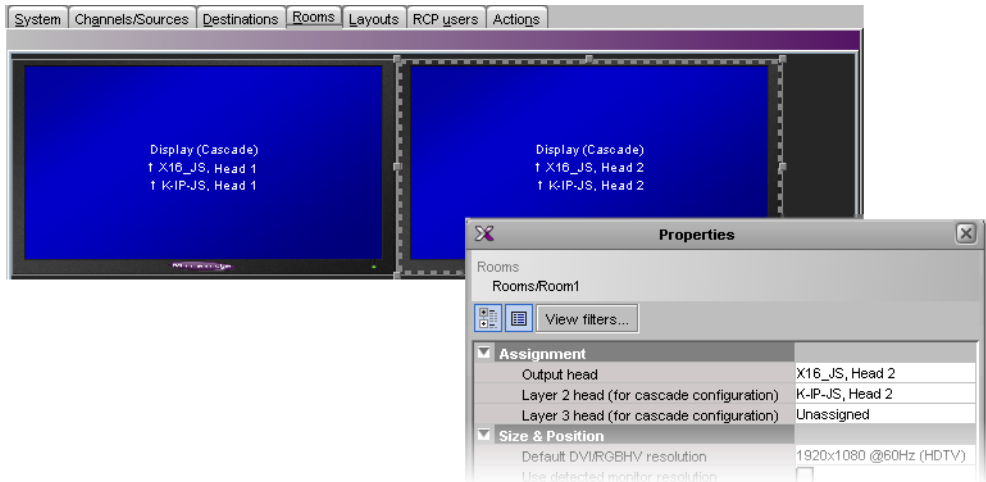 System Channels/Sources Destinations Rooms Layouts RCP users Actions
Display (Cascade)
↑ X16_JS, Head 1
↑ K-IP-JS, Head 1
Display (Cascade)
↑ X16_JS, Head 2
↑ K-IP-JS, Head 2
Properties
Rooms
Rooms/Room1
View filters...
Assignment
Output head X16_JS, Head 2
Layer 2 head (for cascade configuration) K-IP-JS, Head 2
Layer 3 head (for cascade configuration) Unassigned
Size & Position
Default DVI/RGBHV resolution 1920x1080 @60Hz (HDTV)
Use detected monitor resolution